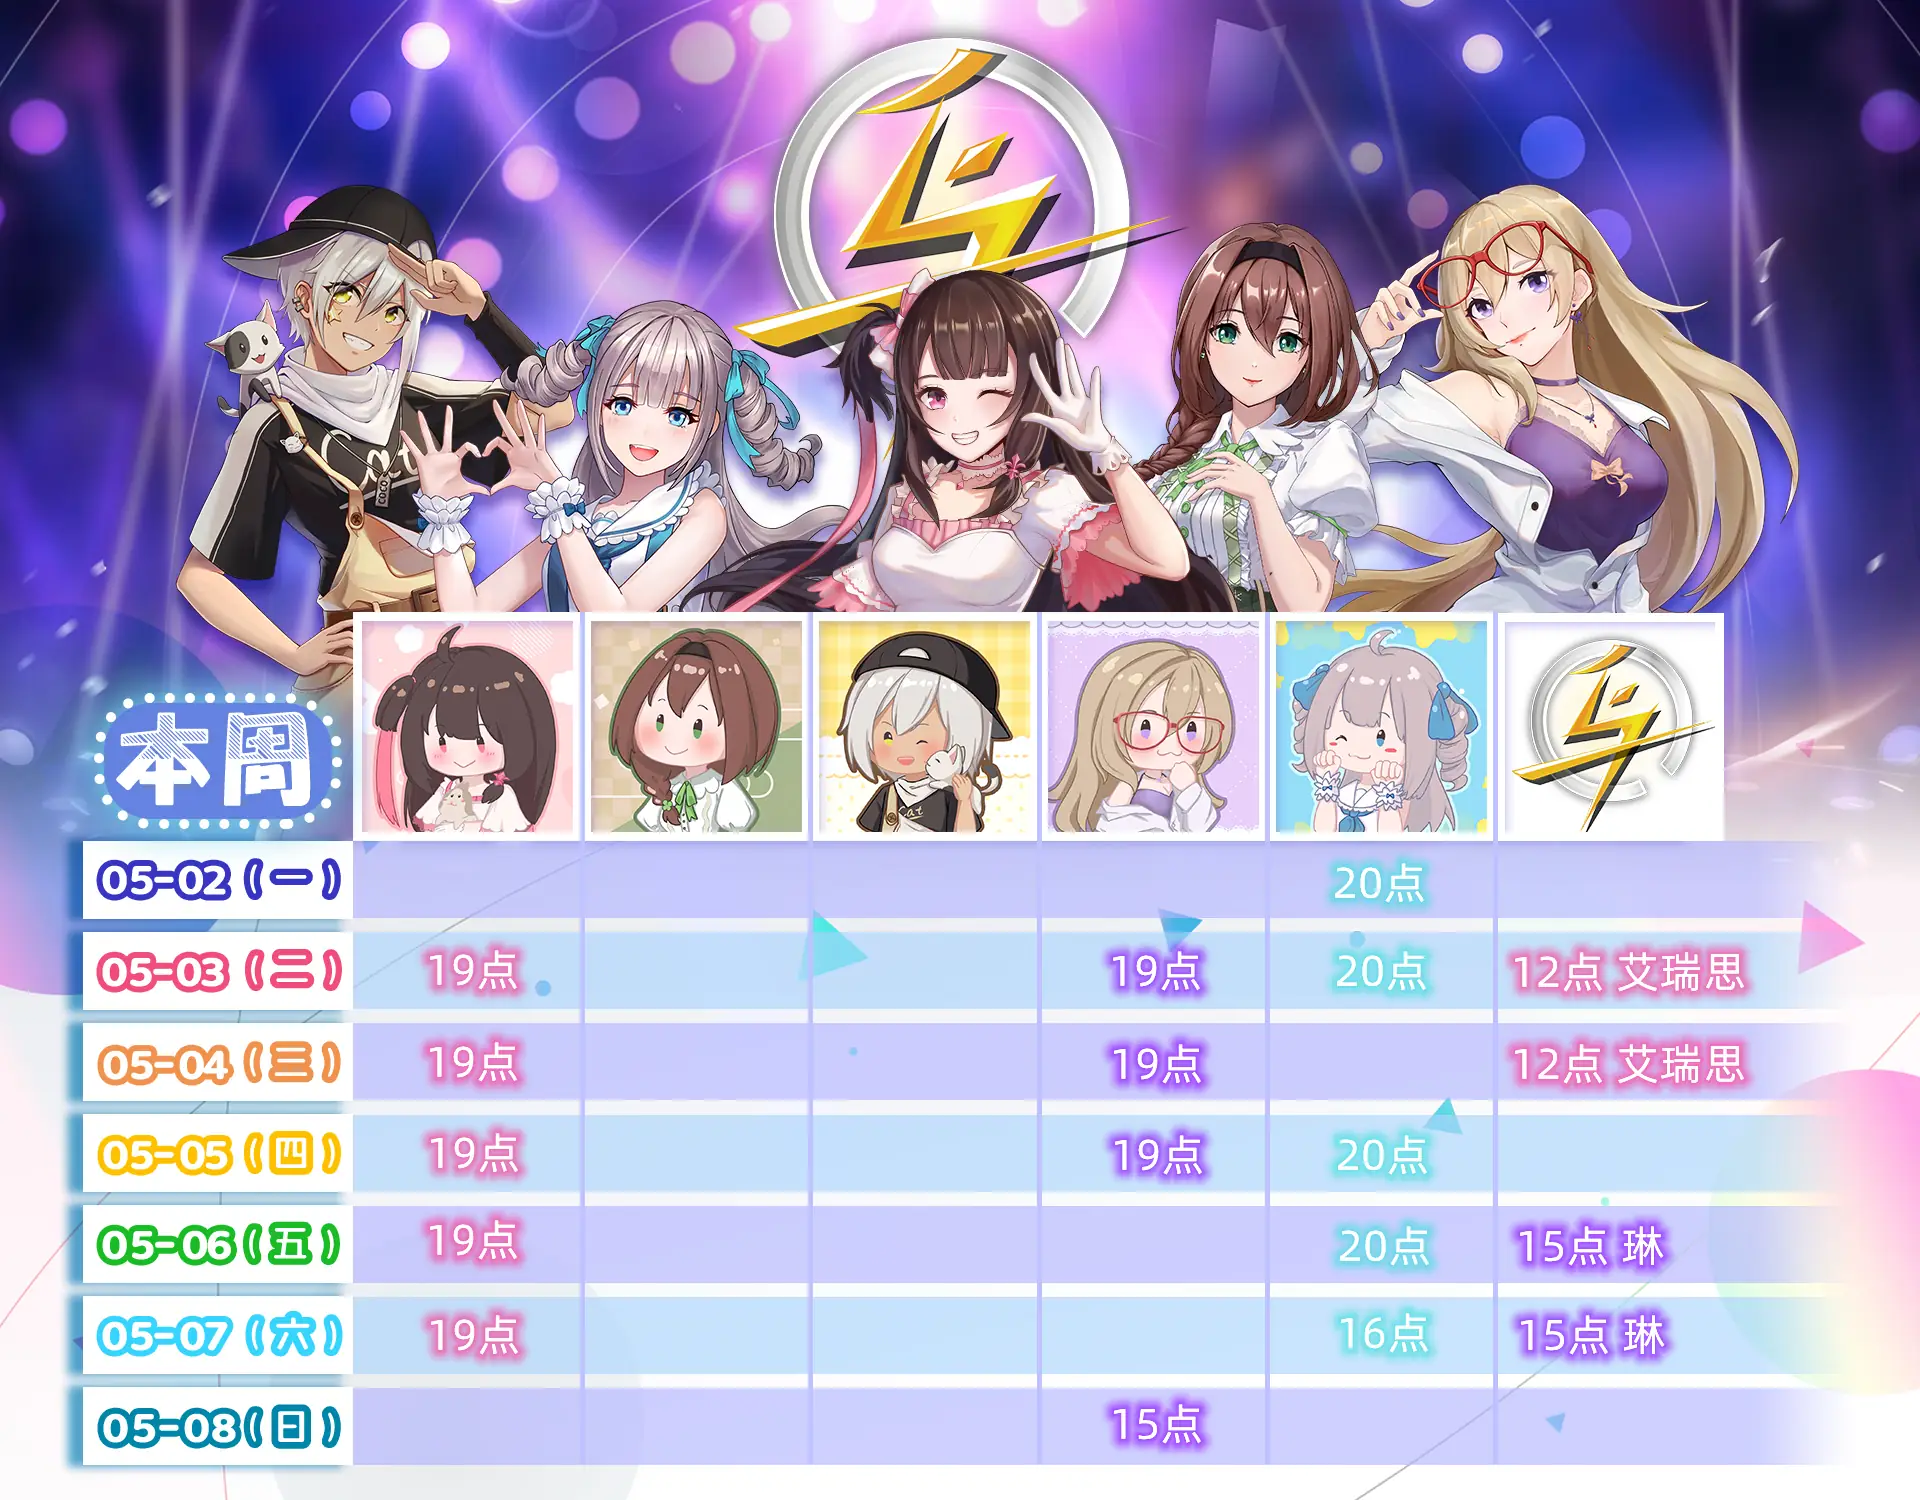 Cat
COCO
本周
Cat
05-02(一) 20点
05-03(二) 19点 19点 20点 12点 艾瑞思
05-04(三) 19点 19点 12点 艾瑞思
05-05(四) 19点 19点 20点
05-06(五) 19点 20点 15点 琳
05-07(六) 19点 16点 15点 琳
05-08(日) 15点